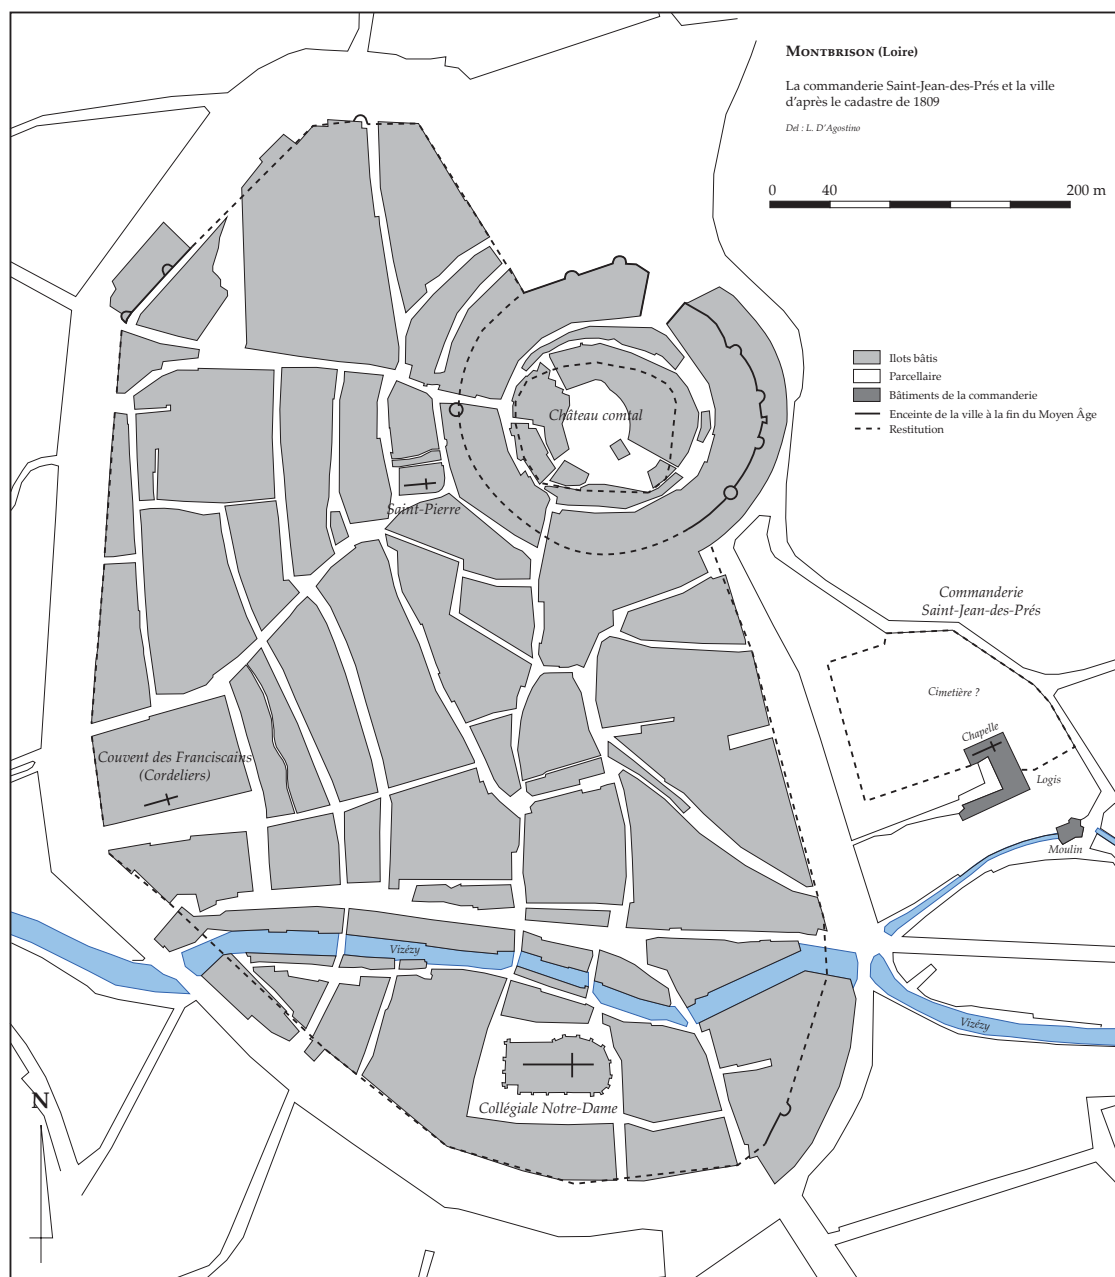 MONTBRISON (Loire)
La commanderie Saint-Jean-des-Prés et la ville
d'après le cadastre de 1809
Del : L. D'Agostino
0 40 200 m
Ilots bâtis
Parcellaire
Bâtiments de la commanderie
Enceinte de la ville à la fin du Moyen Âge
Restitution
Château comtal
Saint-Pierre
Commanderie
Saint-Jean-des-Prés
Cimetière ?
Chapelle
Logis
Moulin
Couvent des Franciscains
(Cordeliers)
Vizézy
Vizézy
Collégiale Notre-Dame
N